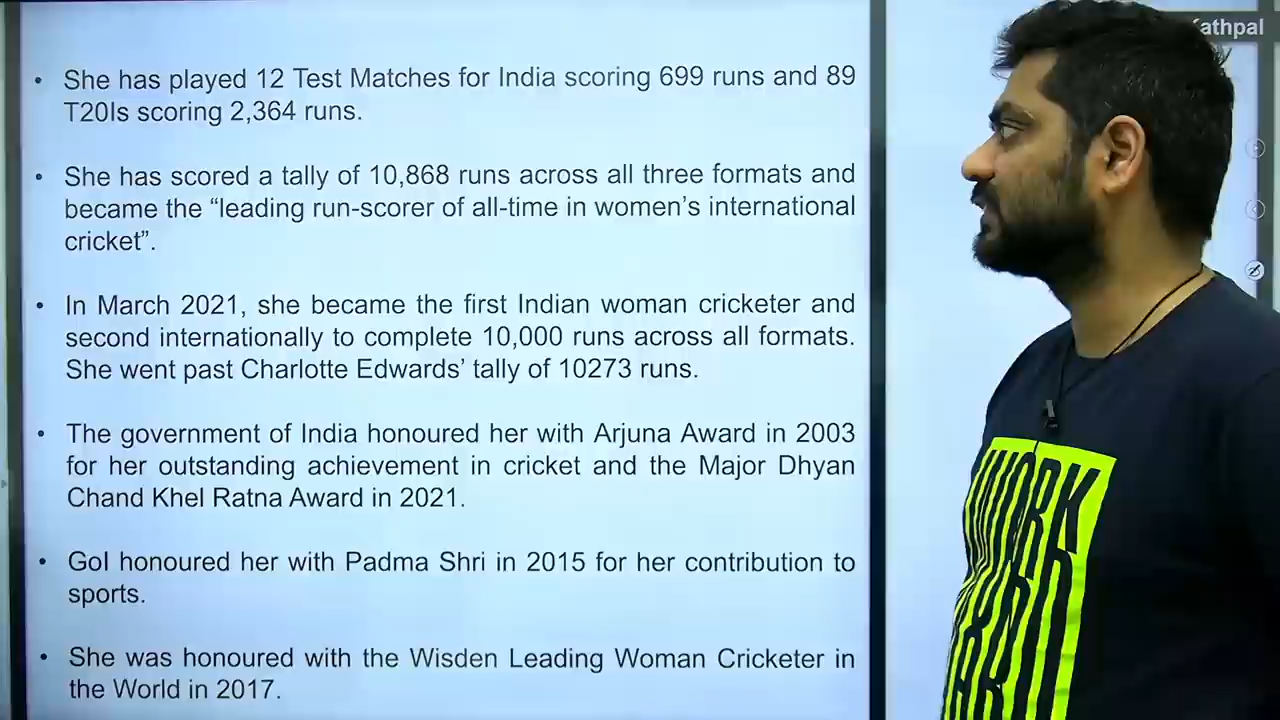 athpal
• She has played 12 Test Matches for India scoring 699 runs and 89
T20Is scoring 2,364 runs.
• She has scored a tally of 10,868 runs across all three formats and
became the “leading run-scorer of all-time in women’s international
cricket”.
• In March 2021, she became the first Indian woman cricketer and
second internationally to complete 10,000 runs across all formats.
She went past Charlotte Edwards’ tally of 10273 runs.
• The government of India honoured her with Arjuna Award in 2003
for her outstanding achievement in cricket and the Major Dhyan
Chand Khel Ratna Award in 2021.
• GoI honoured her with Padma Shri in 2015 for her contribution to
sports.
• She was honoured with the Wisden Leading Woman Cricketer in
the World in 2017.
WORK